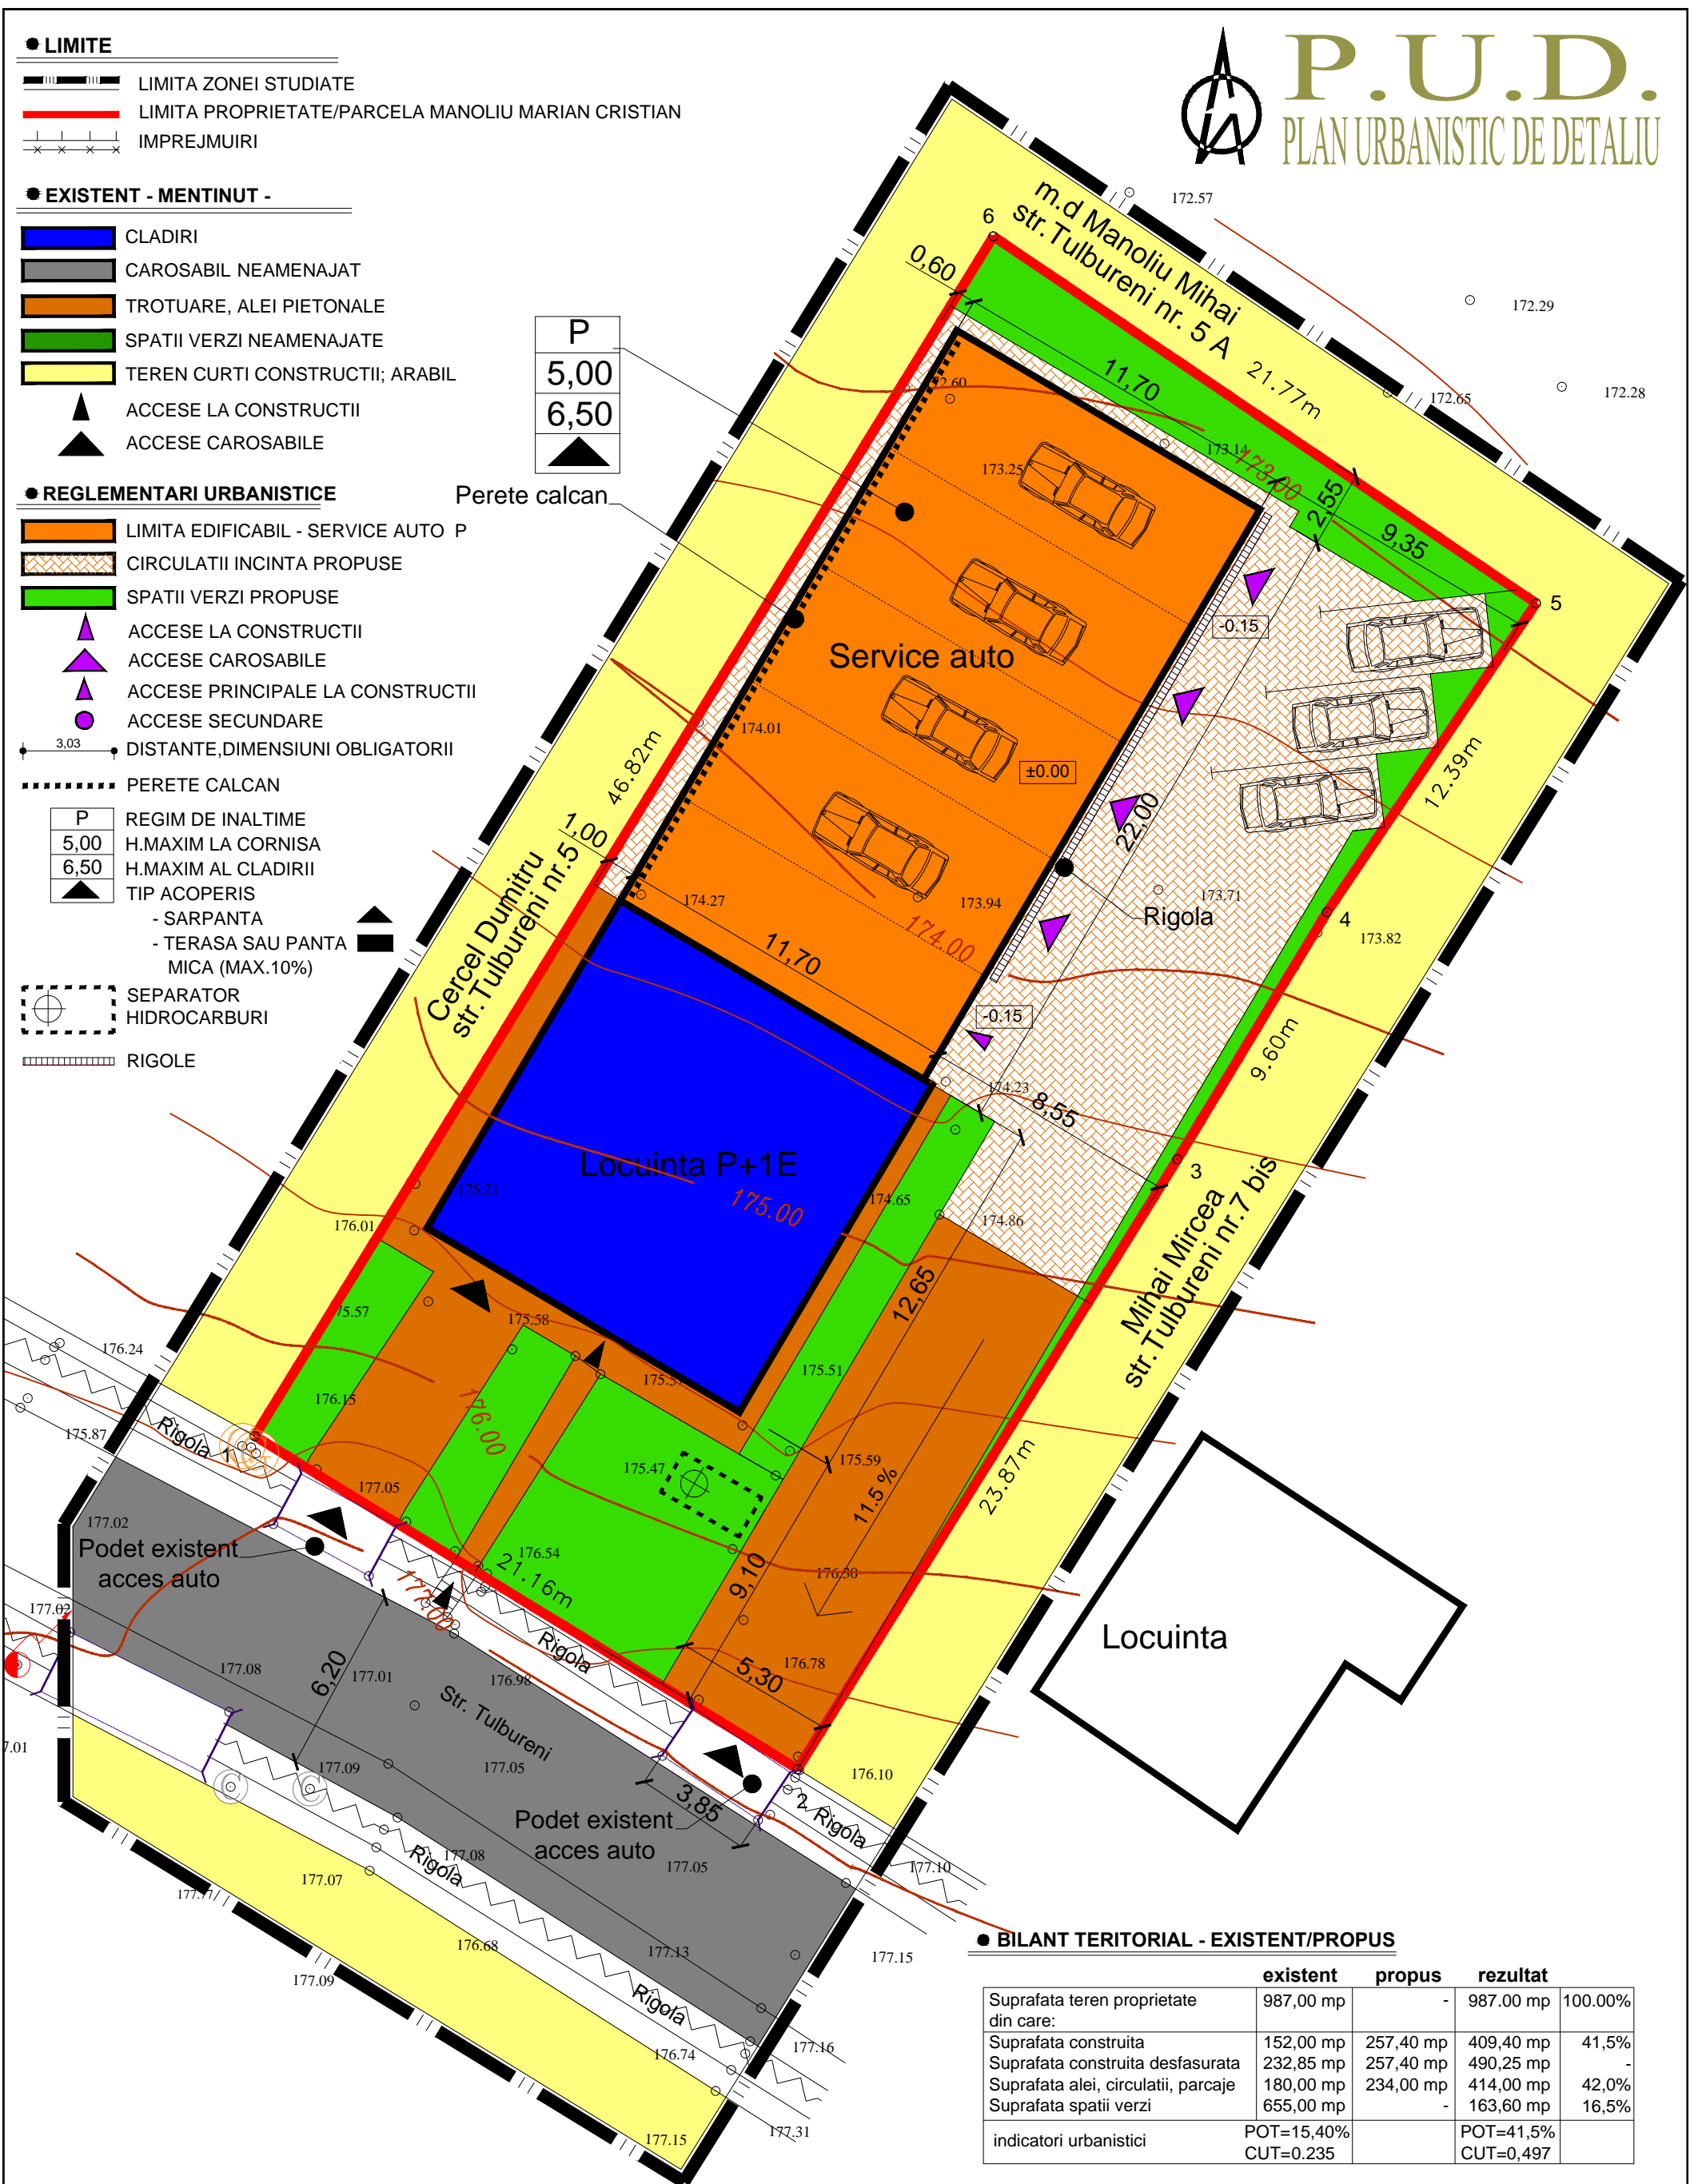 LIMITE
LIMITA ZONEI STUDIATE
LIMITA PROPRIETATE/PARCELA MANOLIU MARIAN CRISTIAN
IMPREJMUIRI
EXISTENT - MENTINUT -
CLADIRI
CAROSABIL NEAMENAJAT
TROTUARE, ALEI PIETONALE
SPATII VERZI NEAMENAJATE
TEREN CURTI CONSTRUCTII; ARABIL
ACCESE LA CONSTRUCTII
ACCESE CAROSABILE
REGLEMENTARI URBANISTICE
LIMITA EDIFICABIL - SERVICE AUTO P
CIRCULATII INCINTA PROPUSE
SPATII VERZI PROPUSE
ACCESE LA CONSTRUCTII
ACCESE CAROSABILE
ACCESE PRINCIPALE LA CONSTRUCTII
ACCESE SECUNDARE
3,03 DISTANTE,DIMENSIUNI OBLIGATORII
PERETE CALCAN
P REGIM DE INALTIME
5,00 H.MAXIM LA CORNISA
6,50 H.MAXIM AL CLADIRII
TIP ACOPERIS
- SARPANTA
- TERASA SAU PANTA
MICA (MAX.10%)
SEPARATOR
HIDROCARBURI
RIGOLE
P.U.D.
PLAN URBANISTIC DE DETALIU
P
5,00
6,50
Perete calcan
m.d Manoliu Mihai
str.Tulbureni nr. 5 A
21.77m
172.57
172.29
172.28
172.65
6
0,60
11,70
173.14
173.00
173.25
2,55
9,35
5
-0.15
Service auto
174.01
±0.00
22,00
12.39m
46.82m
1,00
Cercel Dumitru
str.Tulbureni nr.5
174.27
173.94
174.00
11,70
Rigola
173.71
4
173.82
-0.15
9.60m
174.23
8,55
3
Locuinta P+1E
175.00
175.21
174.65
174.86
Mihai Mircea
str.Tulbureni nr.7 bis
176.01
12,65
175.58
175.51
176.24
176.15
176.00
175.87
Rigola
1
175.47
175.59
11.5 %
23.87m
177.05
177.02
Podet existent
acces auto
176.54
21.16m
9,10
176.30
177.00
177.02
Rigola
5,30
176.78
Locuinta
6,20
177.08
177.01
176.98
Str. Tulbureni
177.09
177.05
3,85
2
Rigola
176.10
Podet existent
acces auto
Rigola
177.08
177.05
177.10
177.07
176.68
177.13
177.15
177.09
Rigola
176.74
177.16
177.31
177.15
BILANT TERITORIAL - EXISTENT/PROPUS
existent propus rezultat
Suprafata teren proprietate 987,00 mp - 987.00 mp 100.00%
din care:
Suprafata construita 152,00 mp 257,40 mp 409,40 mp 41,5%
Suprafata construita desfasurata 232,85 mp 257,40 mp 490,25 mp -
Suprafata alei, circulatii, parcaje 180,00 mp 234,00 mp 414,00 mp 42,0%
Suprafata spatii verzi 655,00 mp - 163,60 mp 16,5%
indicatori urbanistici POT=15,40% POT=41,5%
CUT=0.235 CUT=0,497